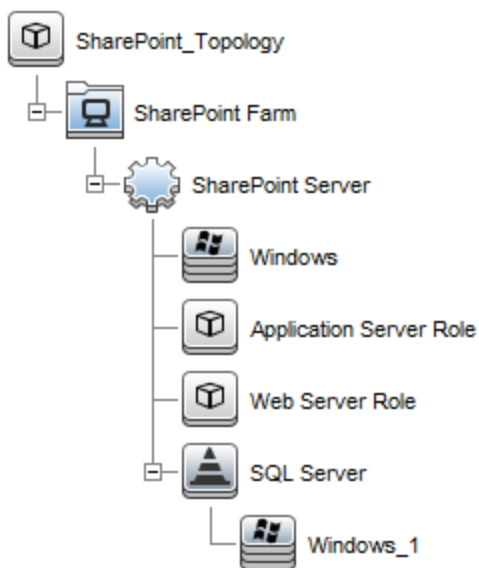 SharePoint_Topology
SharePoint Farm
SharePoint Server
Windows
Application Server Role
Web Server Role
SQL Server
Windows_1